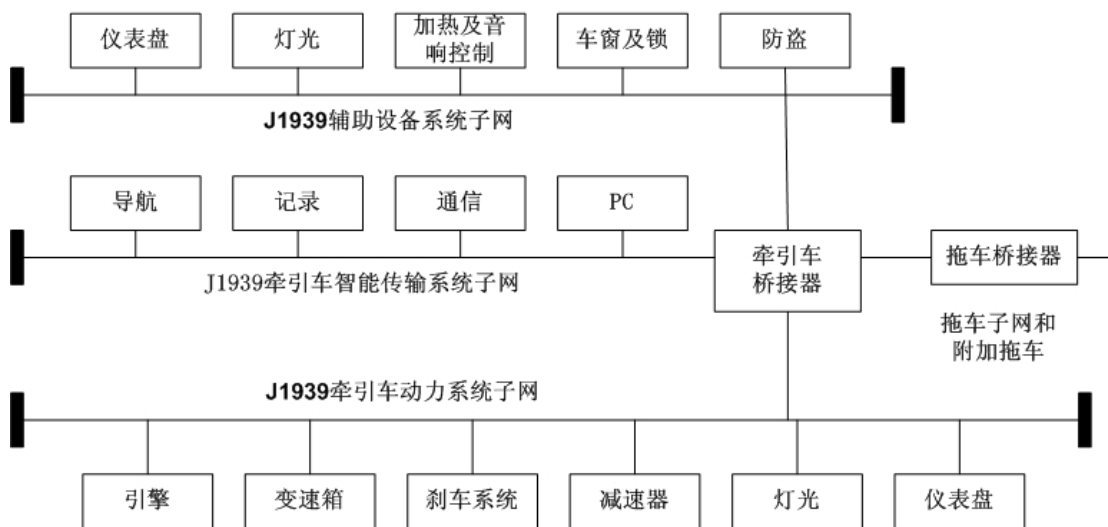 仪表盘
灯光
加热及音
响控制
车窗及锁
防盗
J1939辅助设备系统子网
导航
记录
通信
PC
牵引车
桥接器
拖车桥接器
J1939牵引车智能传输系统子网
拖车子网和
附加拖车
J1939牵引车动力系统子网
引擎
变速箱
刹车系统
减速器
灯光
仪表盘